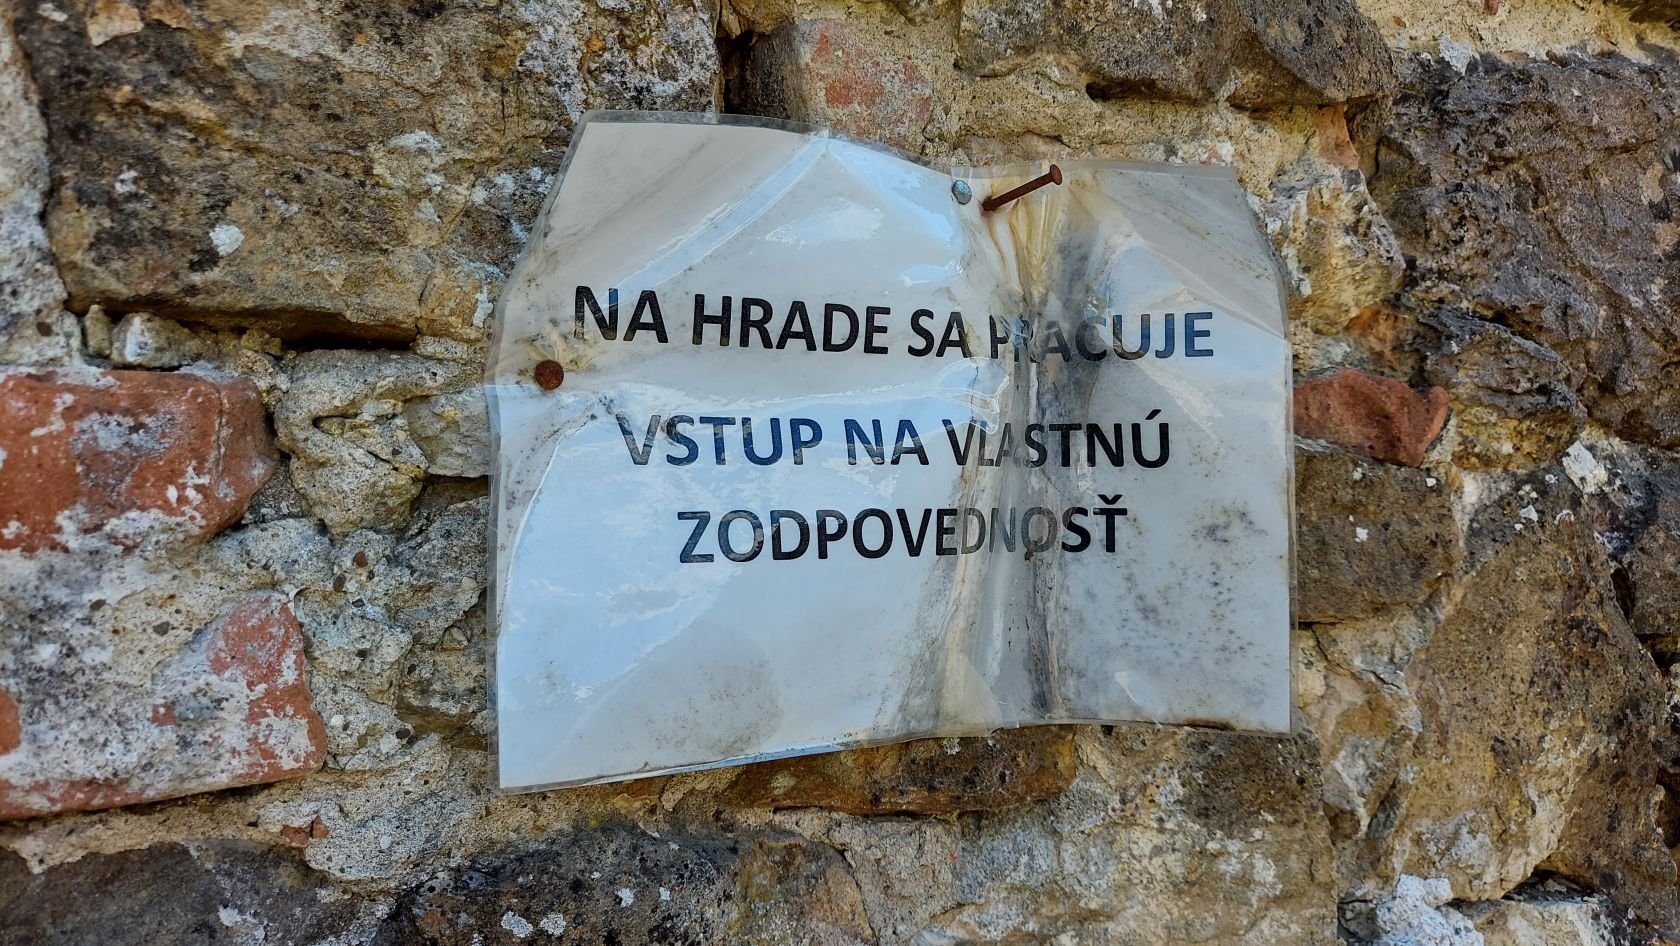 NA HRADE SA PRACUJE
VSTUP NA VLASTNÚ
ZODPOVEDNOSŤ